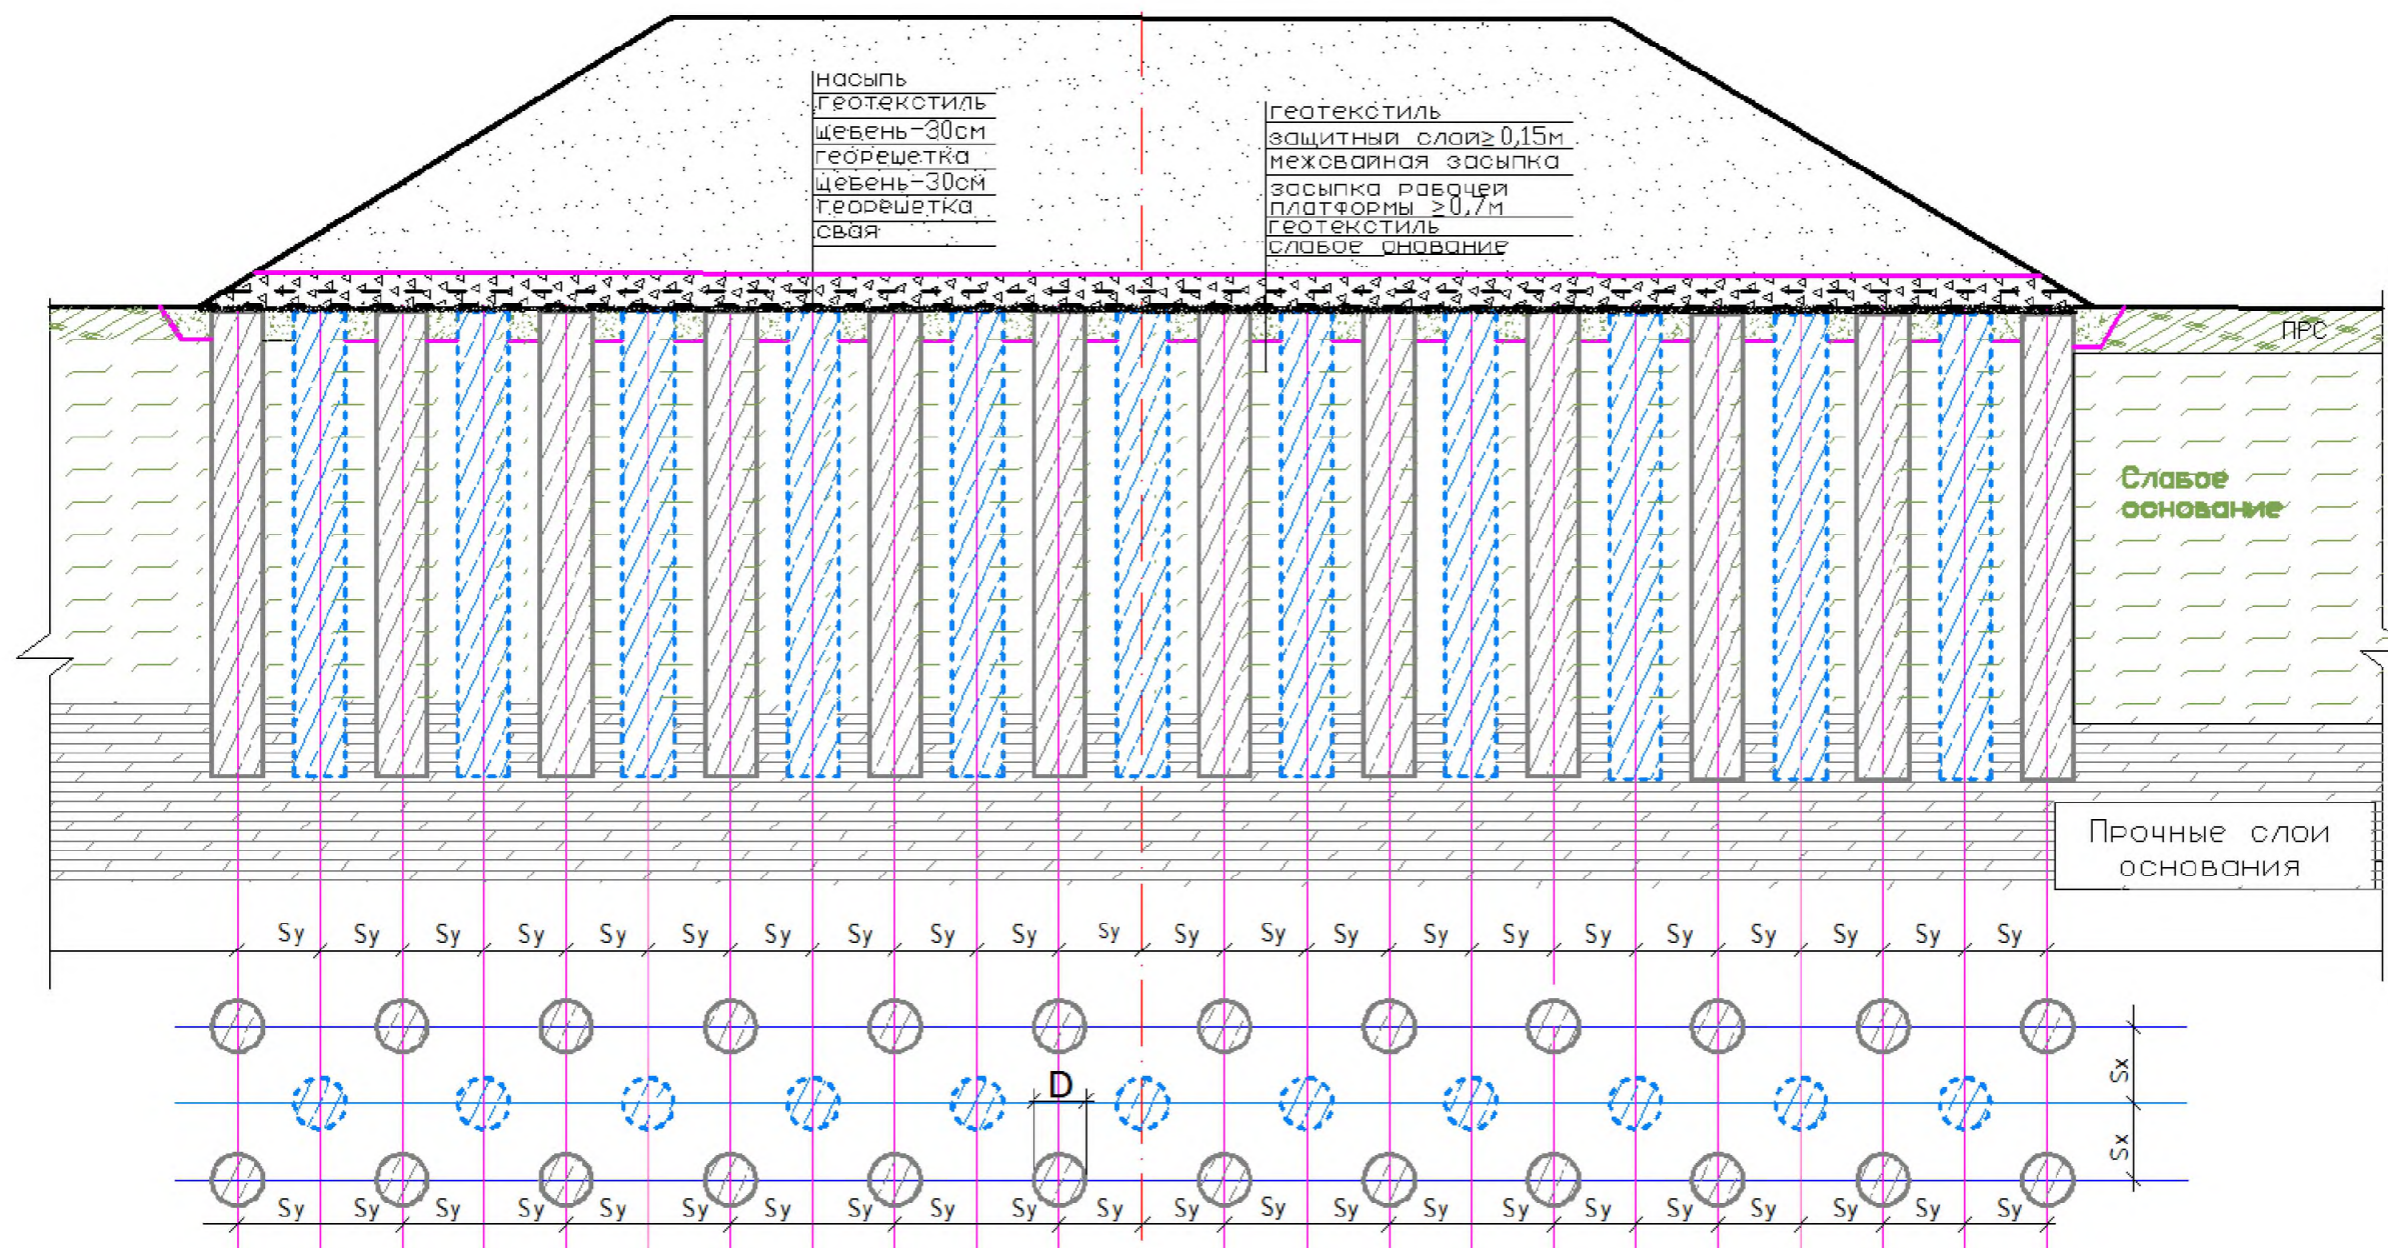 насыпь
геотекстиль
щебень-30см
георешетка
щебень-30см
георешетка
свая
геотекстиль
защитный слой≥0,15м
межсвайная засыпка
засыпка рабочей
платформы ≥0,7м
геотекстиль
слабое онование
ПРС
Слабое
основание
Прочные слои
основания
Sy Sy Sy Sy Sy Sy Sy Sy Sy Sy Sy Sy Sy Sy Sy Sy Sy Sy Sy Sy Sy Sy
Sx
D
Sx
Sy Sy Sy Sy Sy Sy Sy Sy Sy Sy Sy Sy Sy Sy Sy Sy Sy Sy Sy Sy Sy Sy